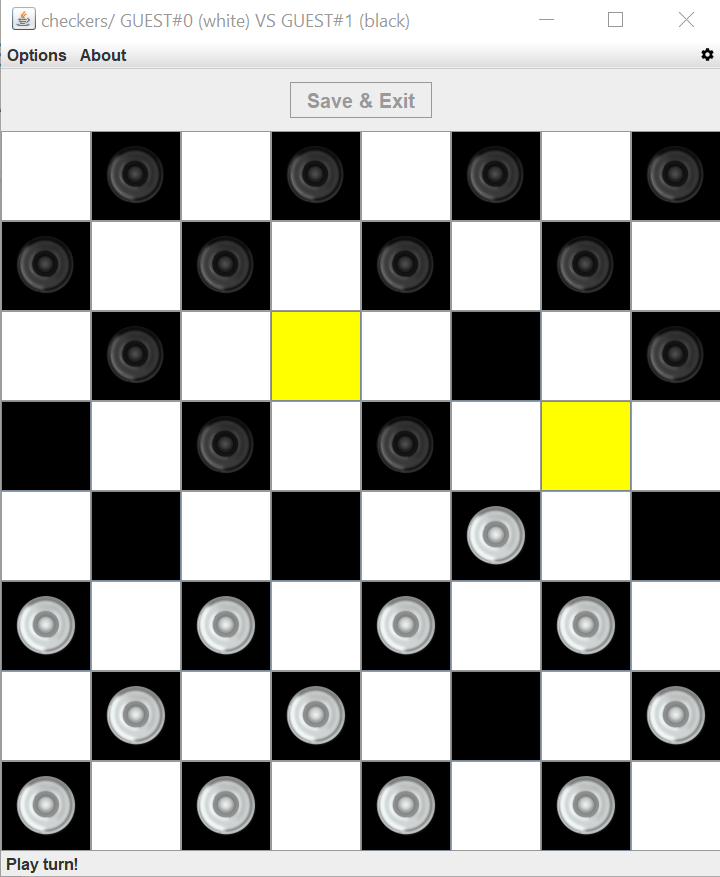 checkers/ GUEST#0 (white) VS GUEST#1 (black)
Options About
Save & Exit
Play turn!